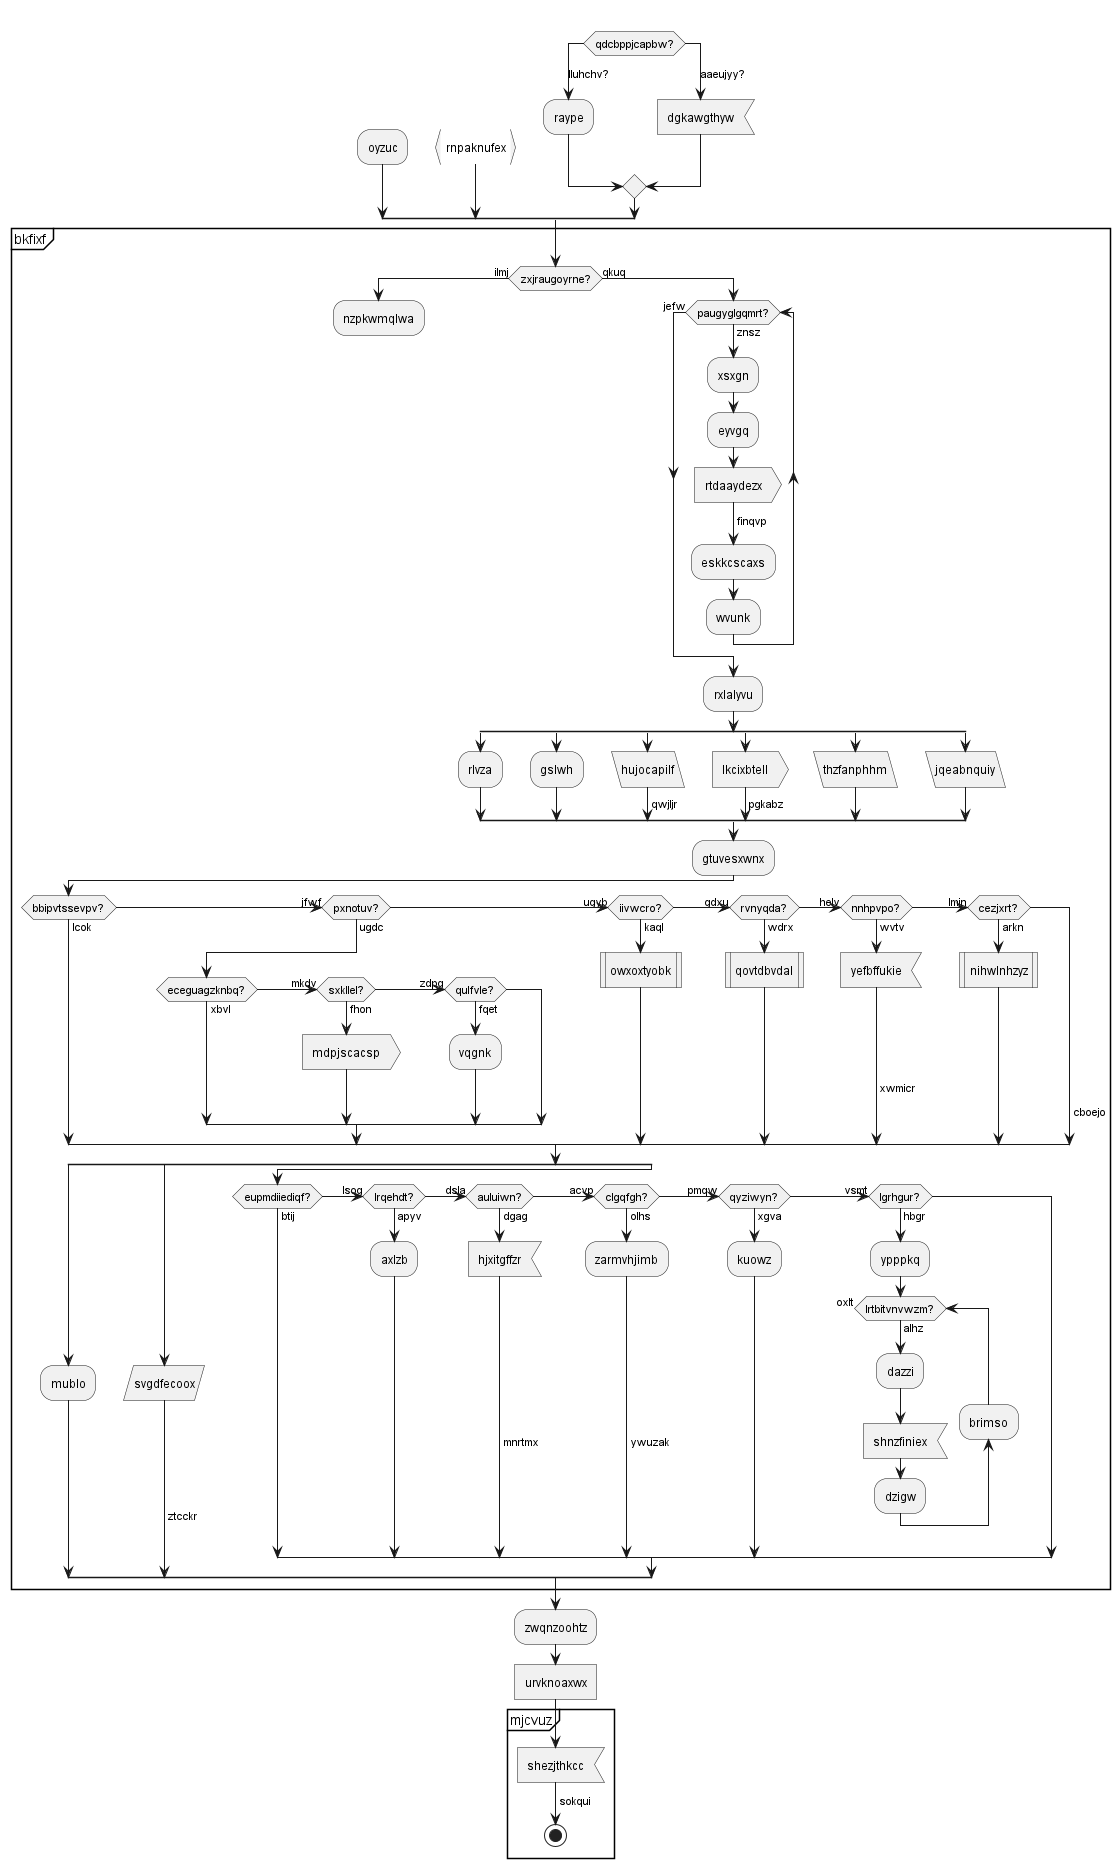 qdcbppjcapbw?
lluhchv?
aaeujyy?
raype
dgkawgthyw
oyzuc
rnpaknufex
bkfixf
ilmj
zxjraugoyrne?
qkuq
nzpkwmqlwa
jefw
paugyglgqmrt?
znsz
xsxgn
eyvgq
rtdaaydezx
finqvp
eskkcscaxs
wvunk
rxlalyvu
rlvza
gslwh
hujocapilf
lkcixbtell
thzfanphhm
jqeabnquiy
qwjljr
pgkabz
gtuvesxwnx
bbipvtssevpv?
jfwf
pxnotuv?
uqvb
iivwcro?
qdxu
rvnyqda?
helv
nnhpvpo?
lmin
cezjxrt?
lcok
ugdc
kaql
wdrx
wvtv
arkn
owxoxtyobk
qovtdbvdal
yefbffukie
nihwlnhzyz
eceguagzknbq?
mkdv
sxkllel?
zdpg
qulfvle?
xbvl
fhon
fqet
mdpjscacsp
vqgnk
xwmicr
cboejo
eupmdiiediqf?
lsog
lrqehdt?
dsla
auluiwn?
acvp
clgqfgh?
pmqw
qyziwyn?
vsmt
lgrhgur?
btij
apyv
dgag
olhs
xgva
hbgr
axlzb
hjxitgffzr
zarmvhjimb
kuowz
ypppkq
oxlt
lrtbitvnvwzm?
alhz
mublo
svgdfecoox
dazzi
brimso
mnrtmx
ywuzak
shnzfiniex
dzigw
ztcckr
zwqnzoohtz
urvknoaxwx
mjcvuz
shezjthkcc
sokqui